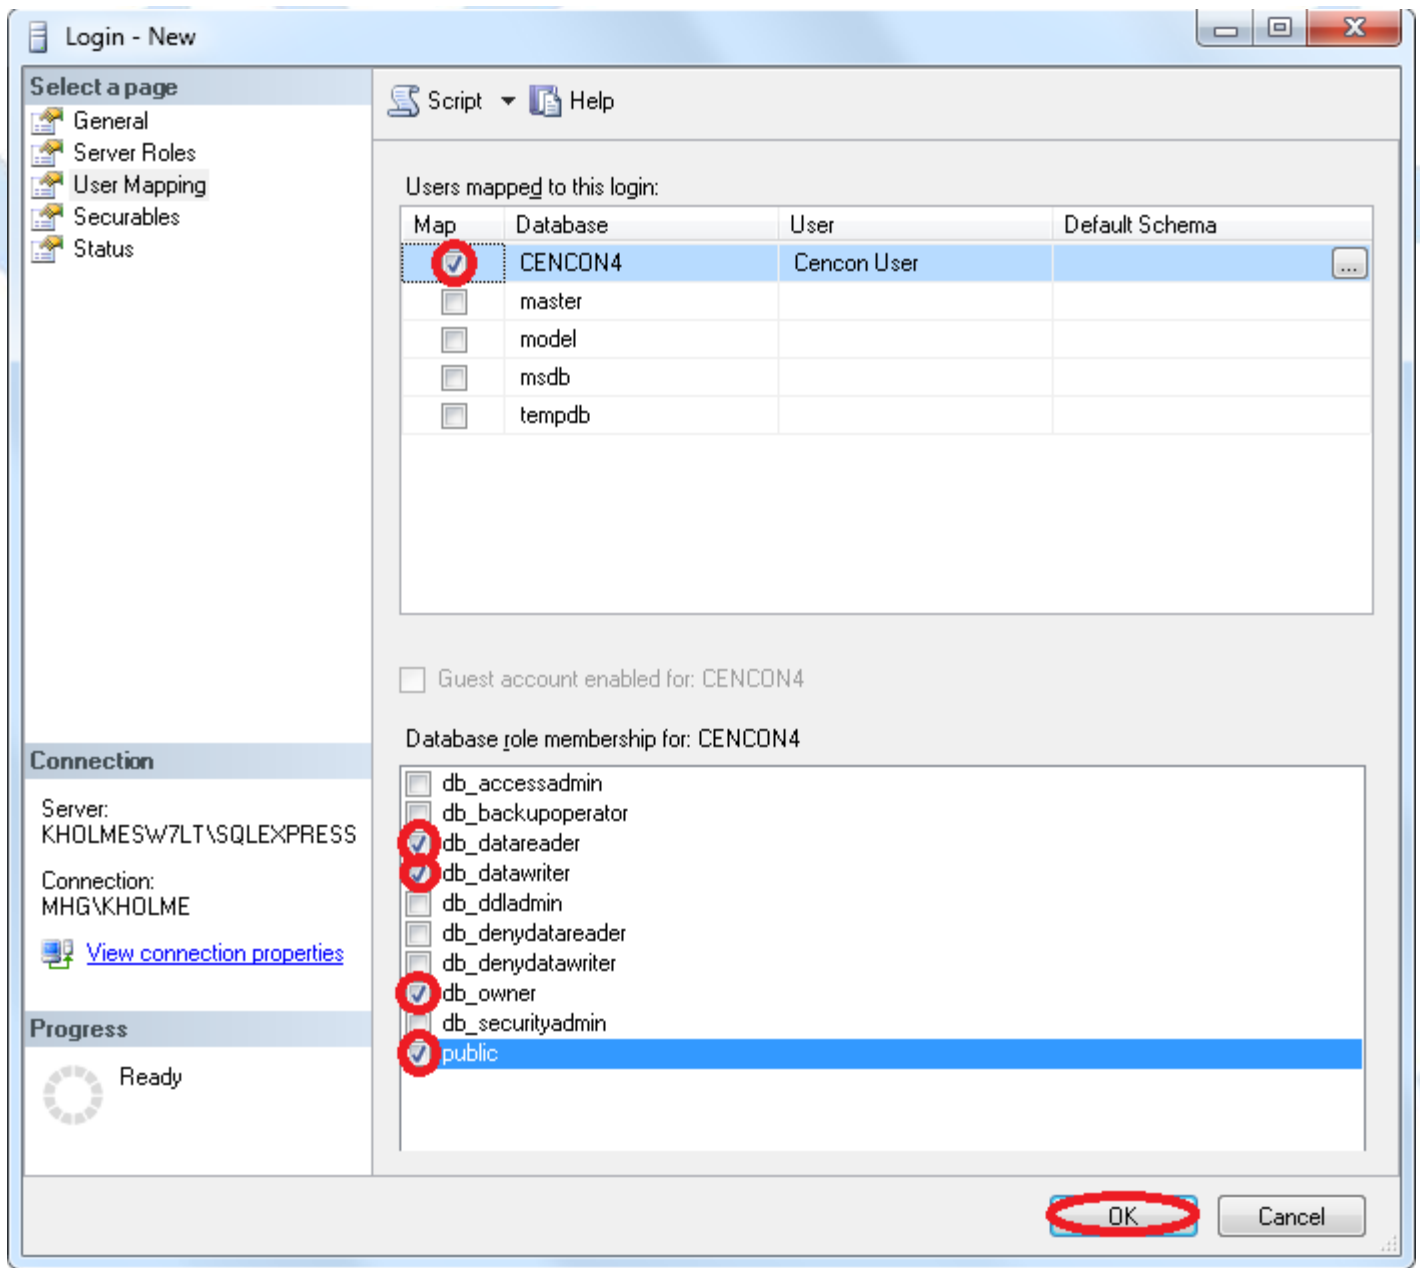 Login - New
Select a page
General
Server Roles
User Mapping
Securables
Status
Script Help
Users mapped to this login:
Map Database User Default Schema
CENCON4 Cencon User ...
master
model
msdb
tempdb
Guest account enabled for: CENCON4
Database role membership for: CENCON4
db_accessadmin
db_backupoperator
db_datareader
db_datawriter
db_ddladmin
db_denydatareader
db_denydatawriter
db_owner
db_securityadmin
public
Connection
Server:
KHOLMESW7LT\SQLEXPRESS
Connection:
MHG\KHOLME
View connection properties
Progress
Ready
OK Cancel